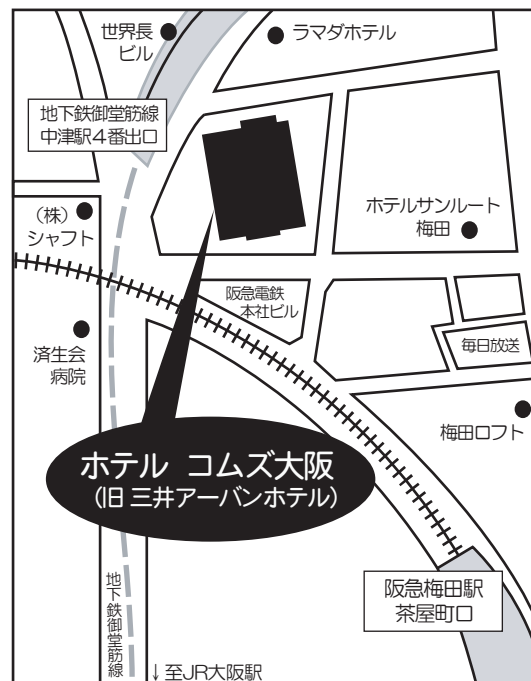 世界長
ビル
ラマダホテル
地下鉄御堂筋線
中津駅4番出口
(株)
シャフト
ホテルサンルート
梅田
阪急電鉄
本社ビル
済生会
病院
毎日放送
梅田ロフト
ホテル コムズ大阪
(旧 三井アーバンホテル)
地下鉄御堂筋線
阪急梅田駅
茶屋町口
↓至JR大阪駅